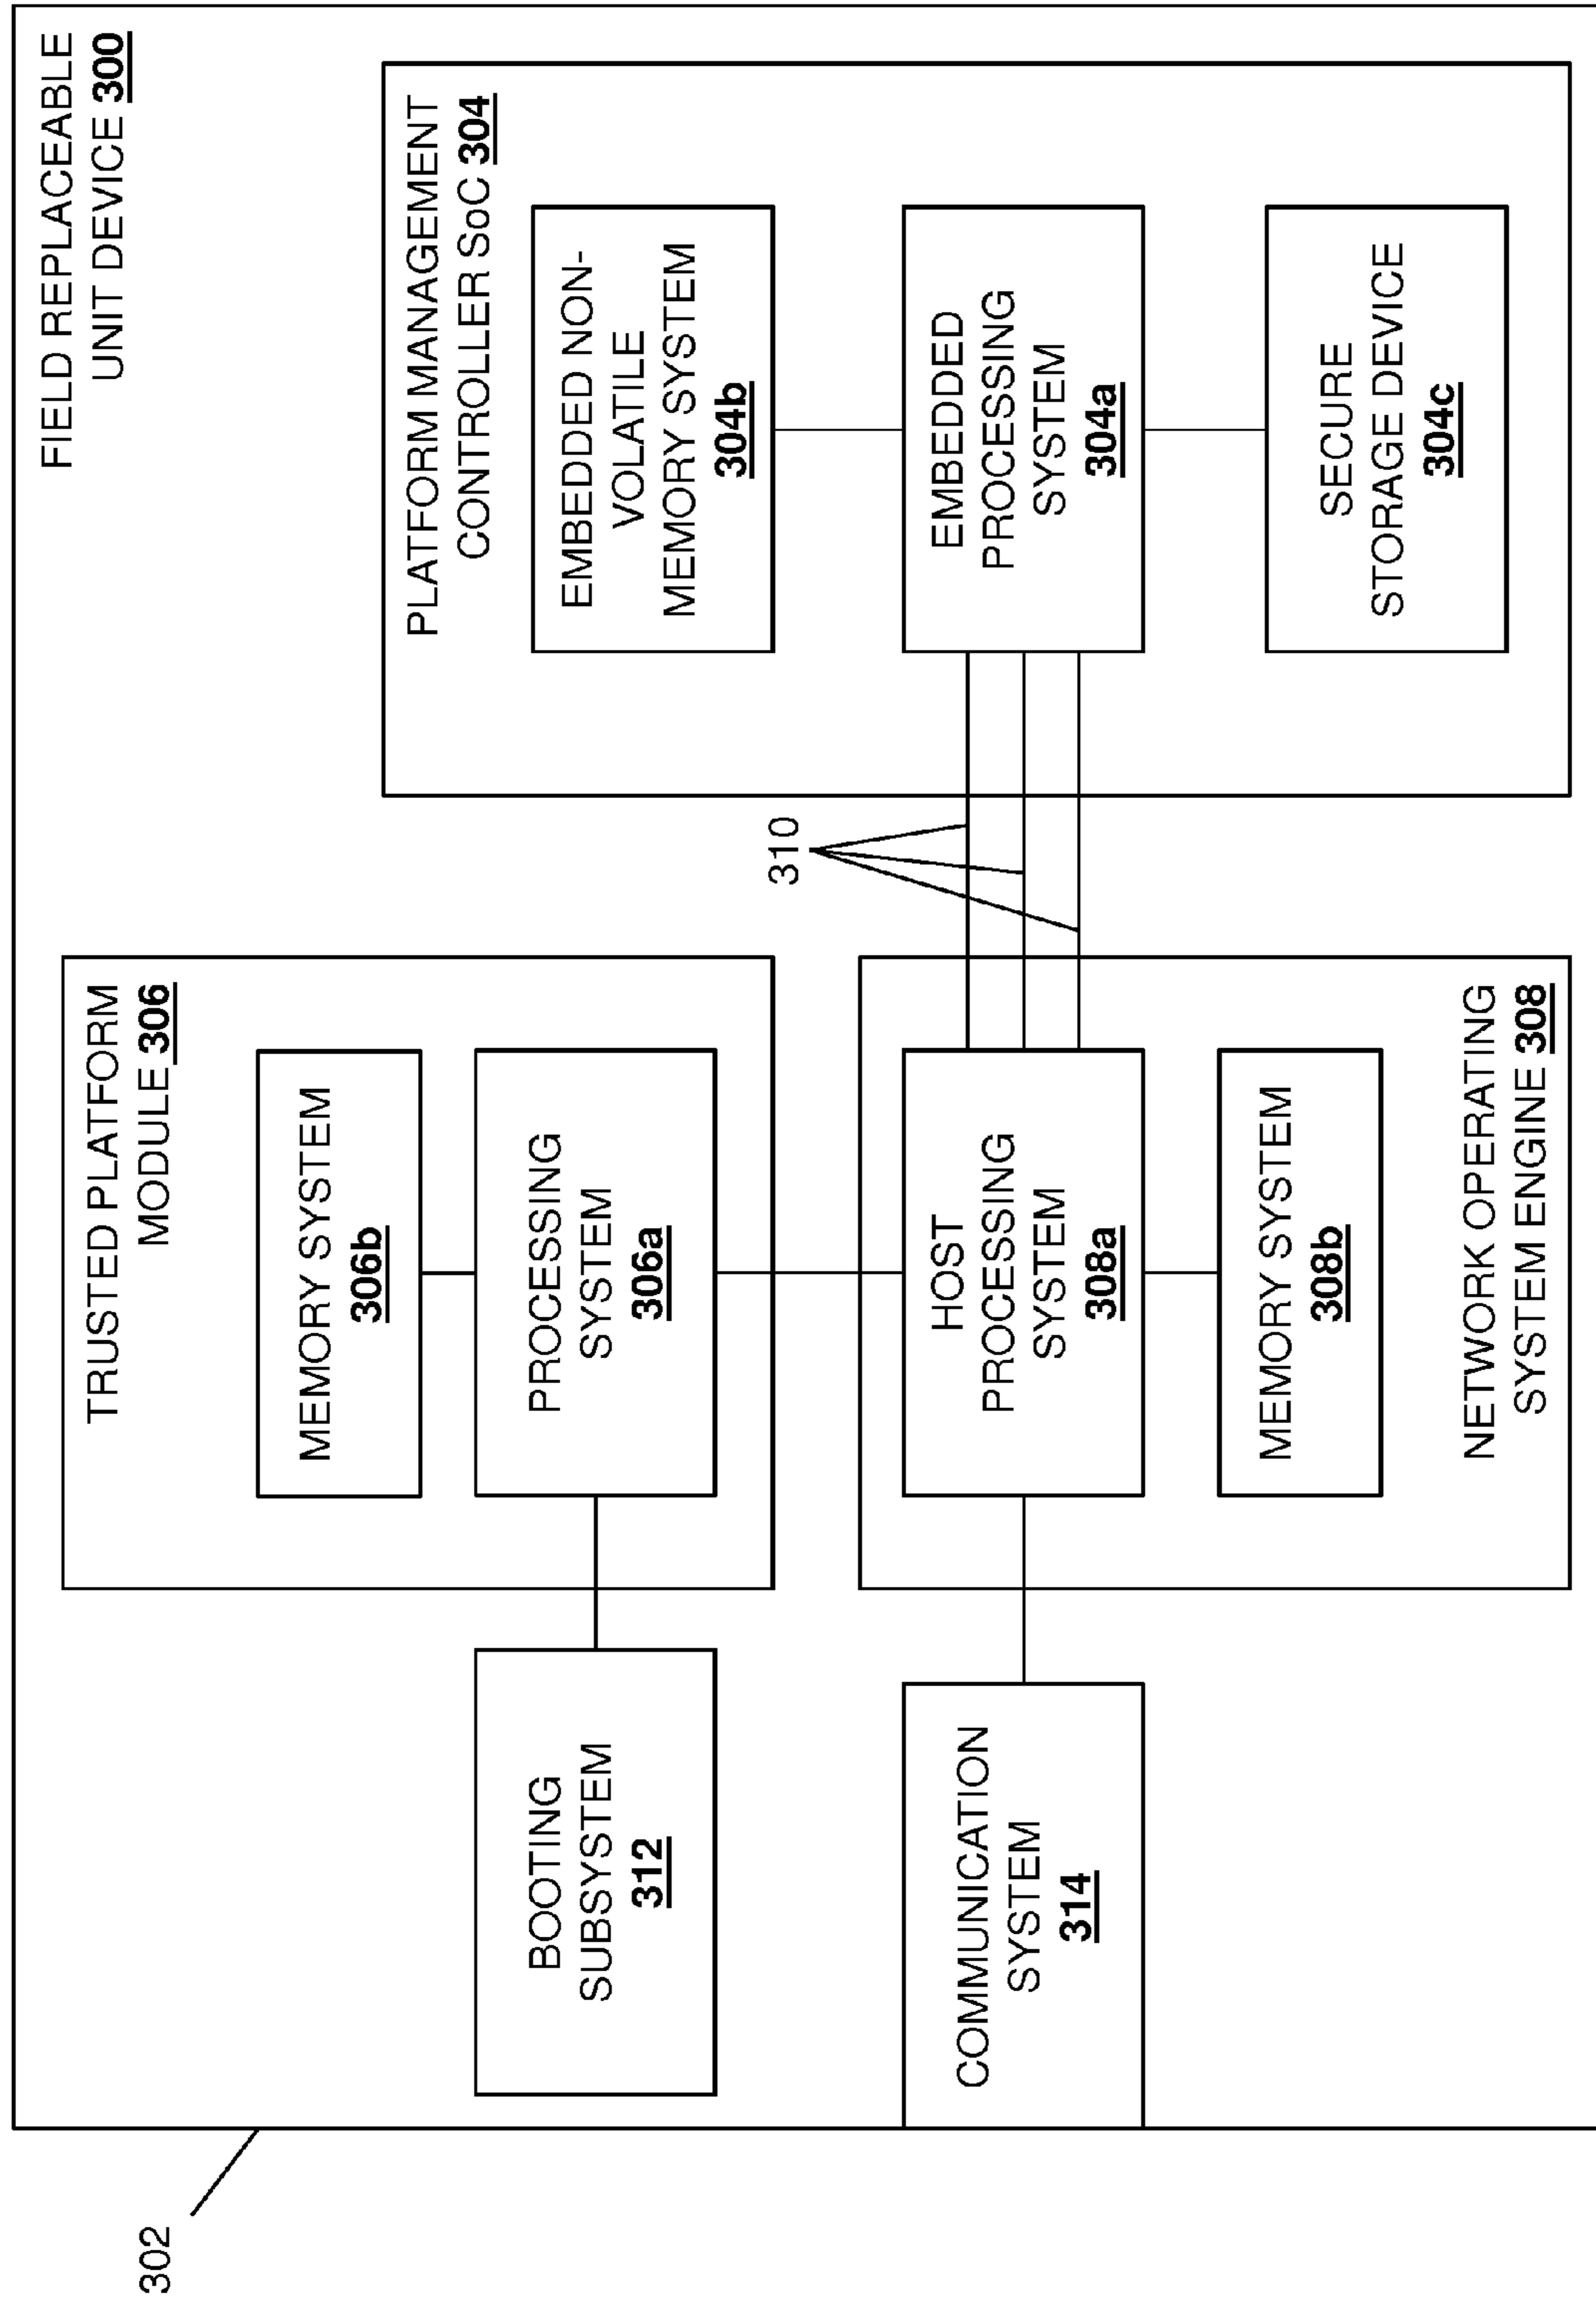 FIELD REPLACEABLE
UNIT DEVICE 300
302
TRUSTED PLATFORM
MODULE 306
MEMORY SYSTEM
306b
PROCESSING
SYSTEM
306a
BOOTING
SUBSYSTEM
312
COMMUNICATION
SYSTEM
314
HOST
PROCESSING
SYSTEM
308a
MEMORY SYSTEM
308b
NETWORK OPERATING
SYSTEM ENGINE 308
310
PLATFORM MANAGEMENT
CONTROLLER SoC 304
EMBEDDED NON-
VOLATILE
MEMORY SYSTEM
304b
EMBEDDED
PROCESSING
SYSTEM
304a
SECURE
STORAGE DEVICE
304c